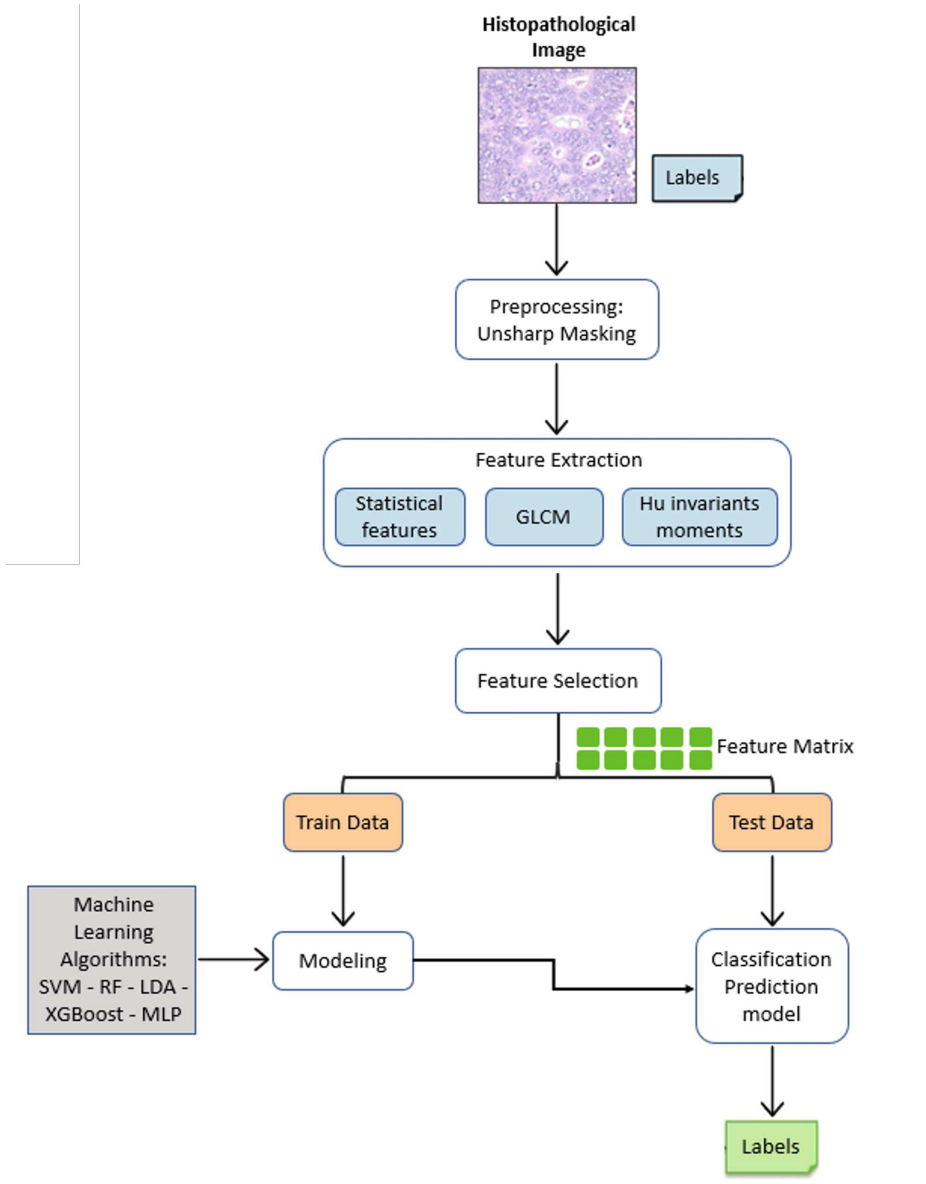 Histopathological
Image
Labels
Preprocessing:
Unsharp Masking
Feature Extraction
Statistical
features
GLCM
Hu invariants
moments
Feature Selection
Feature Matrix
Train Data
Test Data
Machine
Learning
Algorithms:
SVM - RF - LDA -
XGBoost - MLP
Modeling
Classification
Prediction
model
Labels